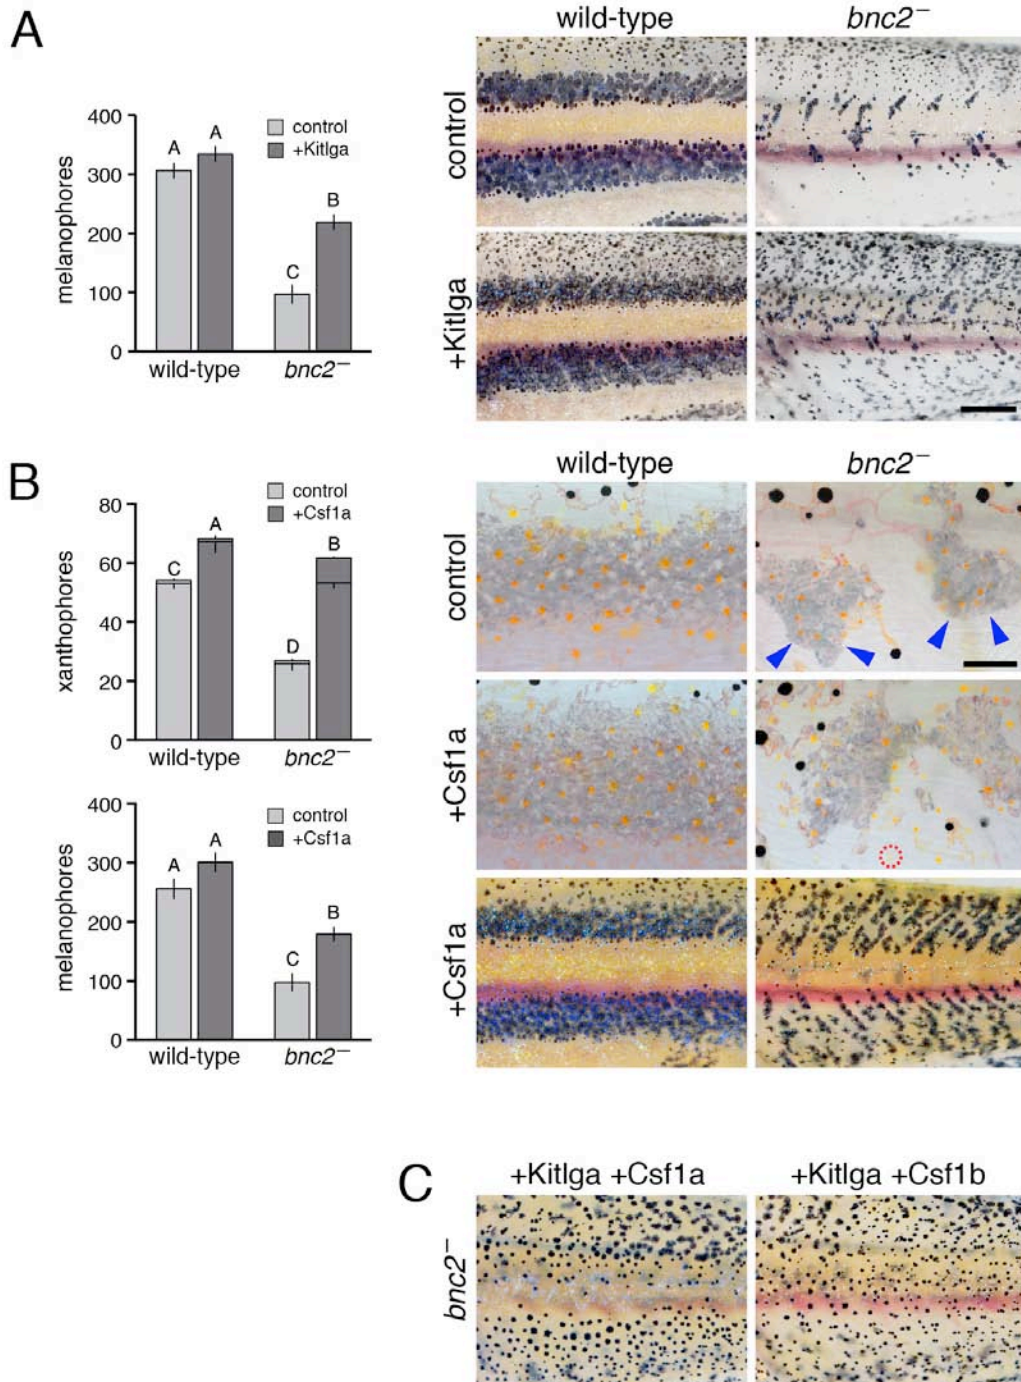 A
400
300
200
100
0
melanophores
control
+Kitlga
A
A
C
B
wild-type
bnc2–
wild-type
bnc2–
control
+Kitlga
B
80
60
40
20
0
xanthophores
control
+Csf1a
C
A
D
B
wild-type
bnc2–
400
300
200
100
0
melanophores
control
+Csf1a
A
A
C
B
wild-type
bnc2–
wild-type
bnc2–
control
+Csf1a
+Csf1a
C
+Kitlga +Csf1a
+Kitlga +Csf1b
bnc2–